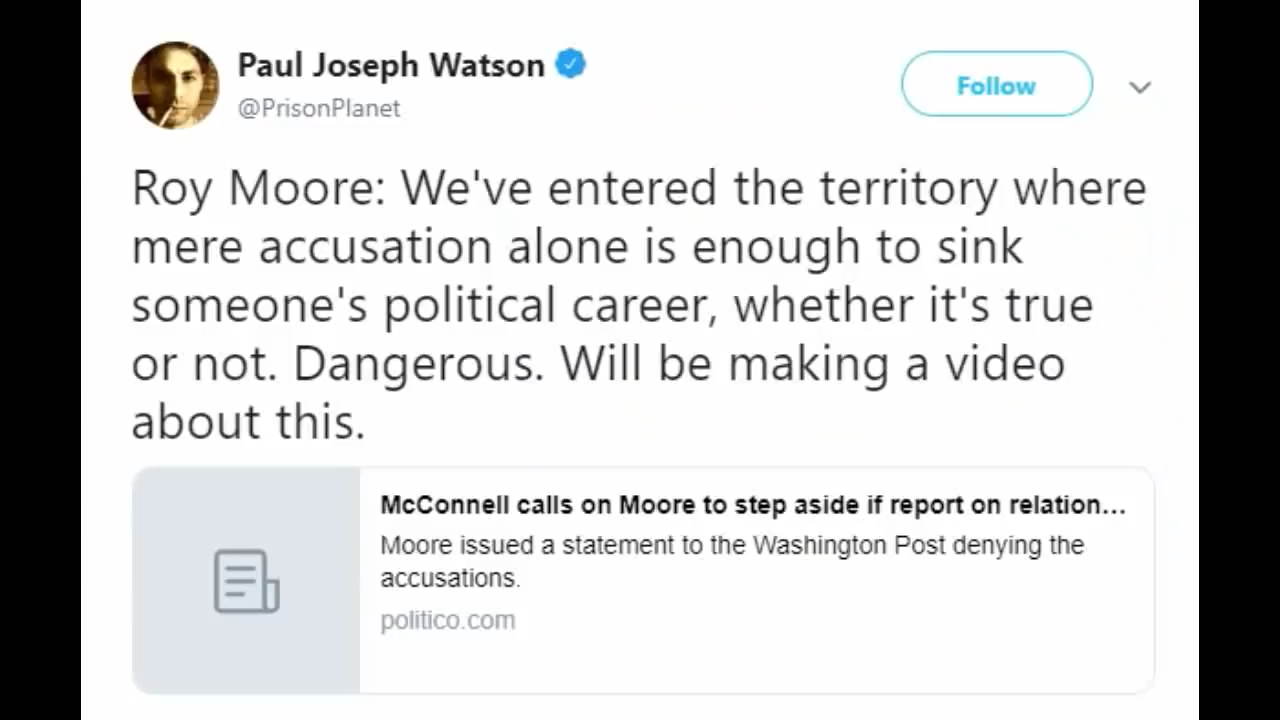 Paul Joseph Watson
@PrisonPlanet
Follow
Roy Moore: We've entered the territory where
mere accusation alone is enough to sink
someone's political career, whether it's true
or not. Dangerous. Will be making a video
about this.
McConnell calls on Moore to step aside if report on relation...
Moore issued a statement to the Washington Post denying the
accusations.
politico.com